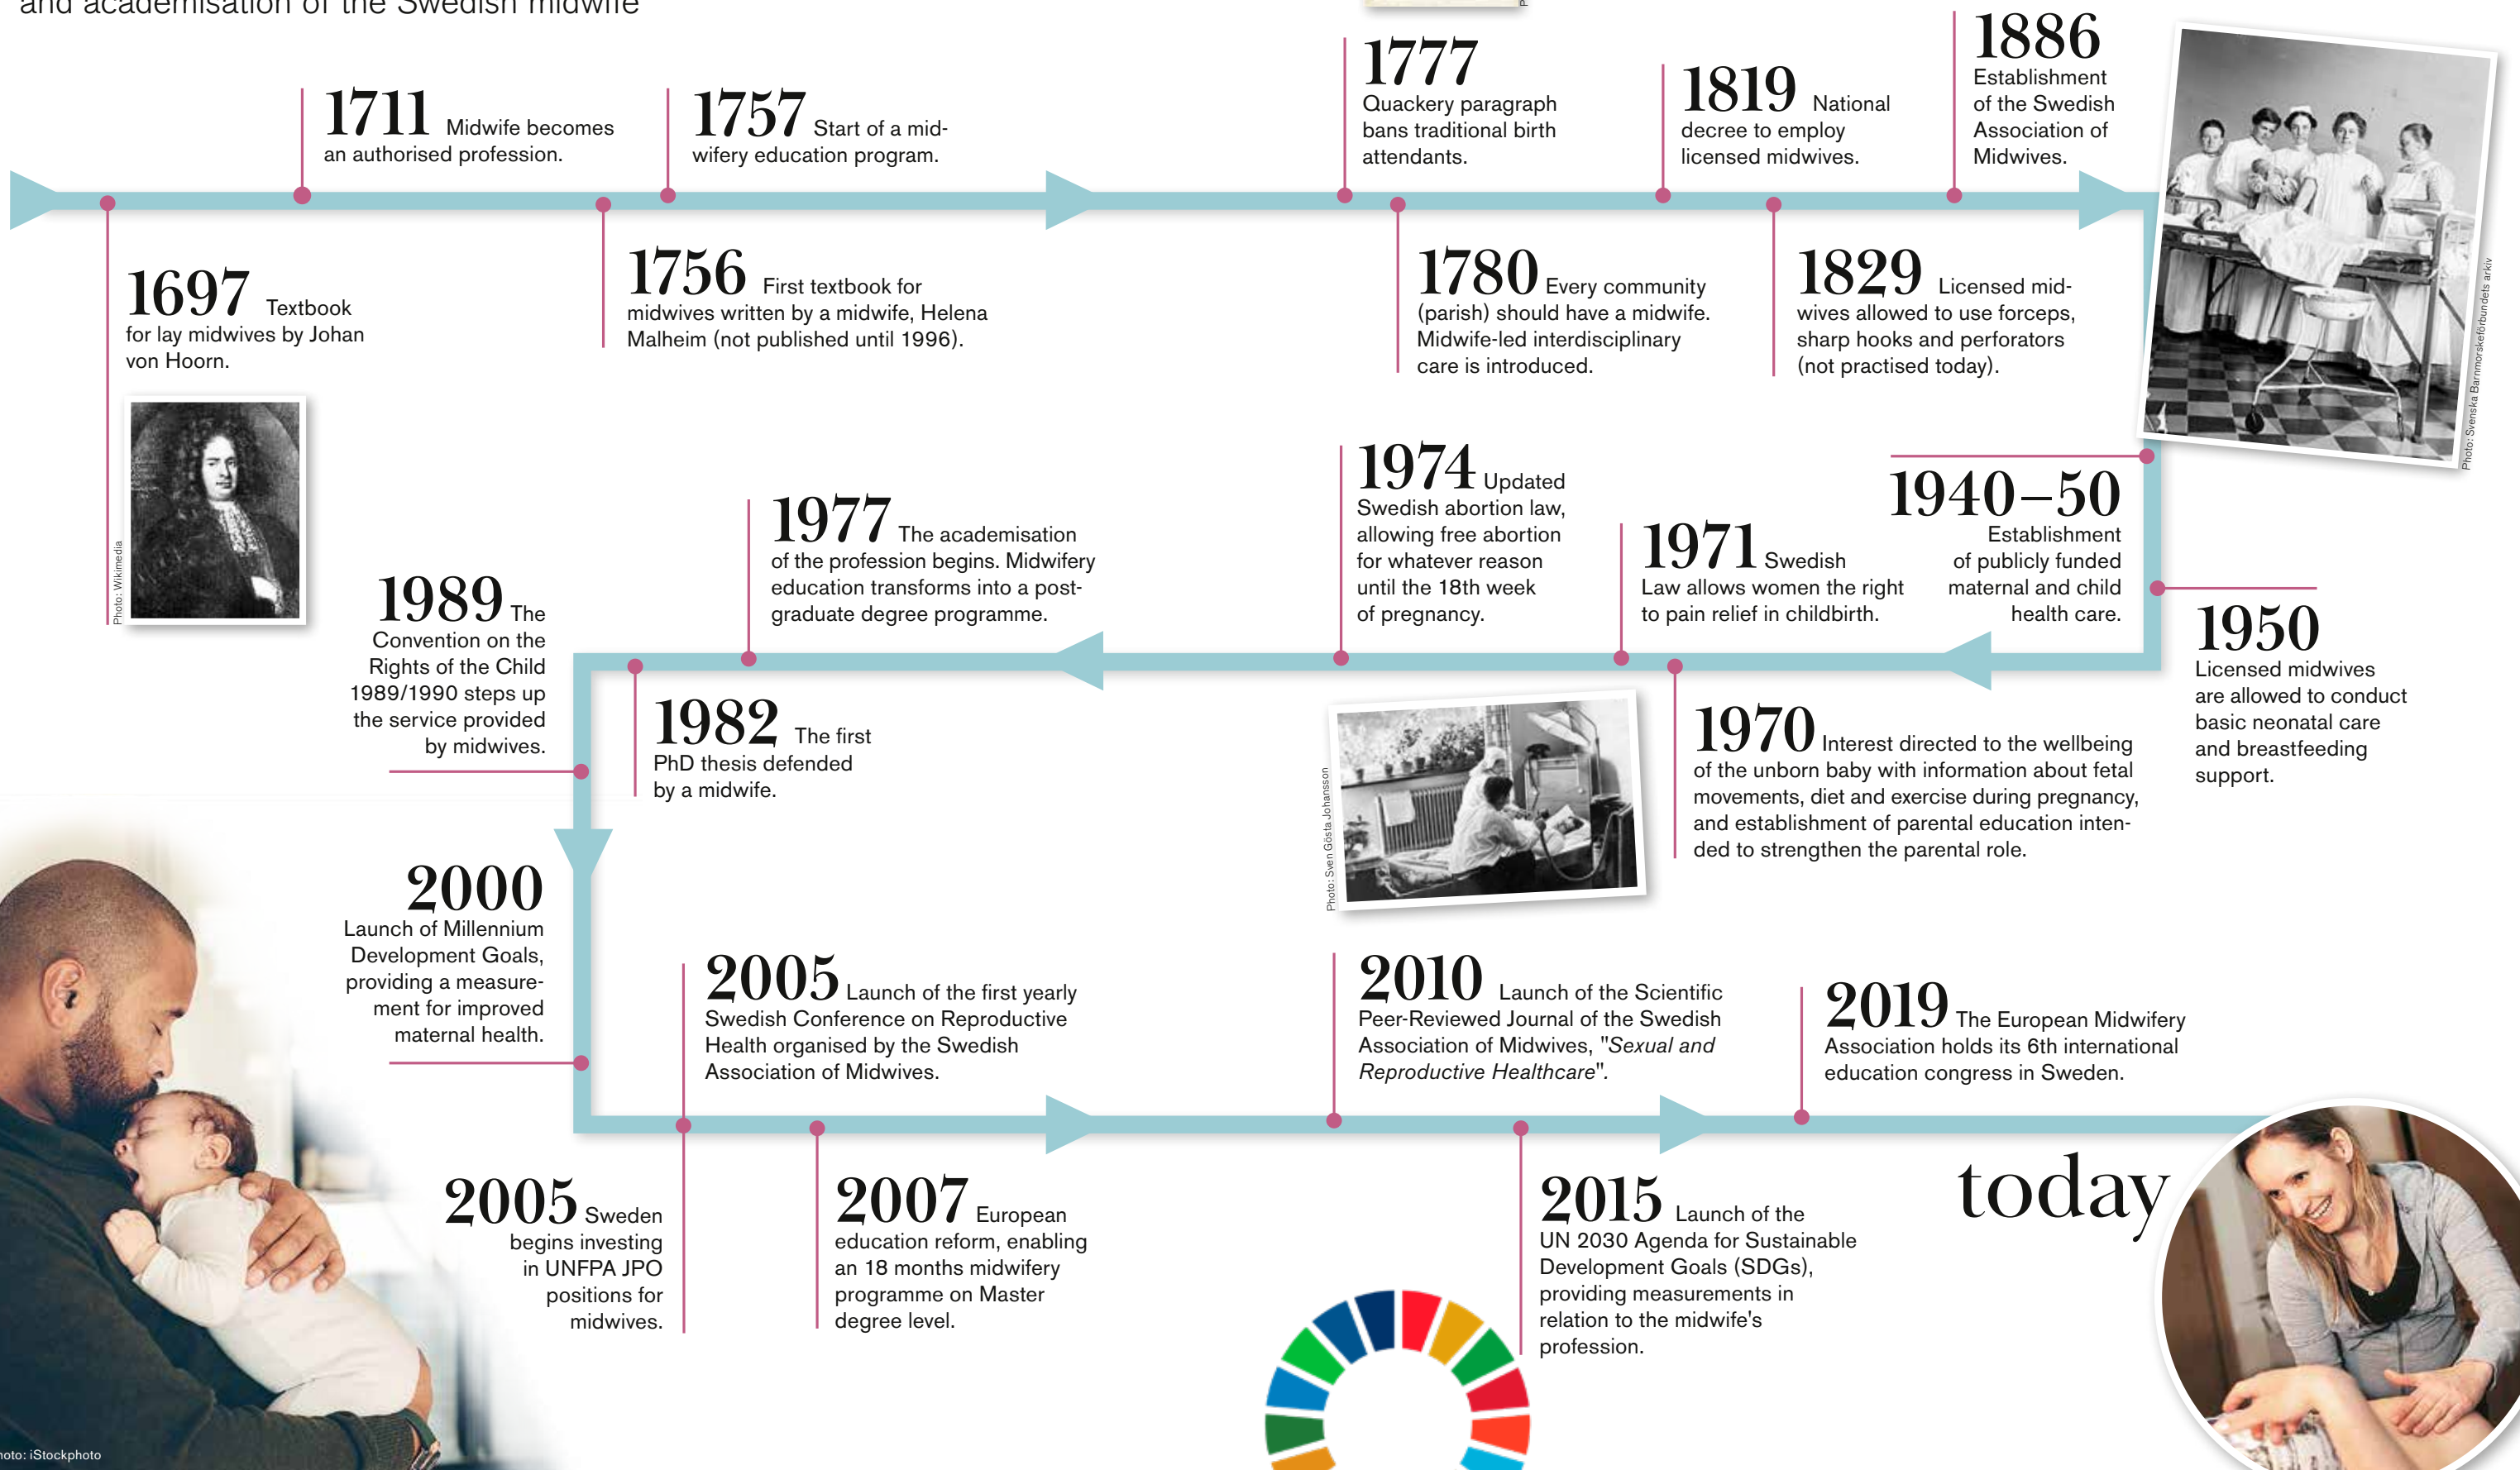 and academisation of the Swedish midwife
1697 Textbook
for lay midwives by Johan
von Hoorn.
Photo: Wikimedia
1711 Midwife becomes
an authorised profession.
1756 First textbook for
midwives written by a midwife, Helena
Malheim (not published until 1996).
1757 Start of a mid-
wifery education program.
1777
Quackery paragraph
bans traditional birth
attendants.
1780 Every community
(parish) should have a midwife.
Midwife-led interdisciplinary
care is introduced.
1819 National
decree to employ
licensed midwives.
1829 Licensed mid-
wives allowed to use forceps,
sharp hooks and perforators
(not practised today).
1886
Establishment
of the Swedish
Association of
Midwives.
Photo: Svenska Barnmorskeförbundets arkiv
1940–50
Establishment
of publicly funded
maternal and child
health care.
1950
Licensed midwives
are allowed to conduct
basic neonatal care
and breastfeeding
support.
1970 Interest directed to the wellbeing
of the unborn baby with information about fetal
movements, diet and exercise during pregnancy,
and establishment of parental education inten-
ded to strengthen the parental role.
1971 Swedish
Law allows women the right
to pain relief in childbirth.
1974 Updated
Swedish abortion law,
allowing free abortion
for whatever reason
until the 18th week
of pregnancy.
Photo: Sven Gösta Johansson
1977 The academisation
of the profession begins. Midwifery
education transforms into a post-
graduate degree programme.
1982 The first
PhD thesis defended
by a midwife.
1989 The
Convention on the
Rights of the Child
1989/1990 steps up
the service provided
by midwives.
2000
Launch of Millennium
Development Goals,
providing a measure-
ment for improved
maternal health.
2005 Launch of the first yearly
Swedish Conference on Reproductive
Health organised by the Swedish
Association of Midwives.
2005 Sweden
begins investing
in UNFPA JPO
positions for
midwives.
2007 European
education reform, enabling
an 18 months midwifery
programme on Master
degree level.
2010 Launch of the Scientific
Peer-Reviewed Journal of the Swedish
Association of Midwives, "Sexual and
Reproductive Healthcare".
2015 Launch of the
UN 2030 Agenda for Sustainable
Development Goals (SDGs),
providing measurements in
relation to the midwife's
profession.
2019 The European Midwifery
Association holds its 6th international
education congress in Sweden.
today
hoto: iStockphoto